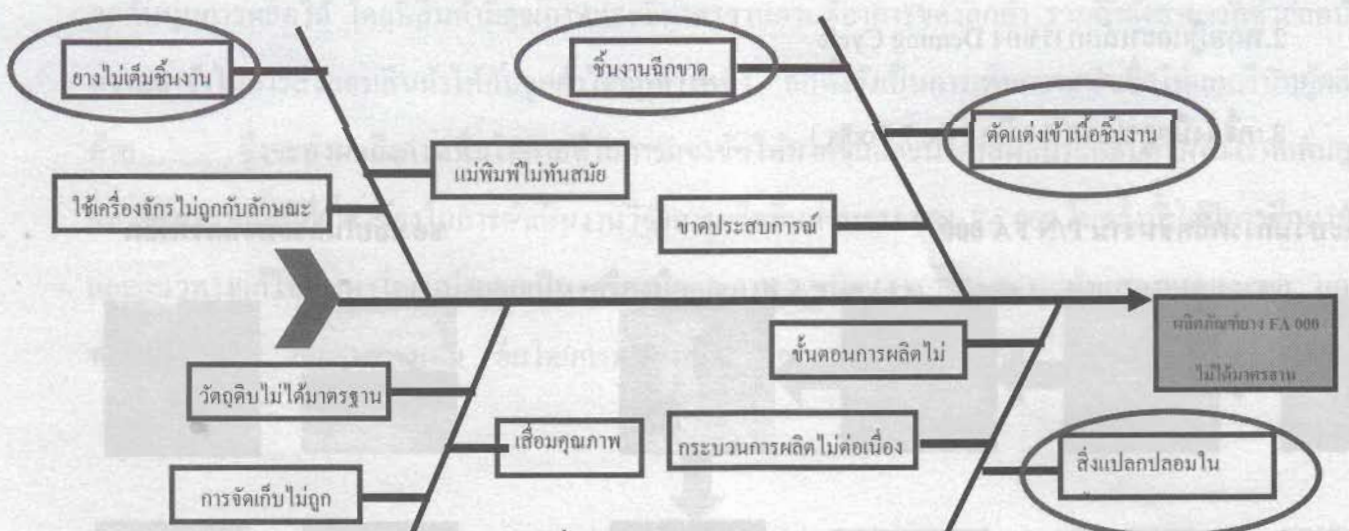 ยางไม่เต็มชิ้นงาน
ชิ้นงานฉีกขาด
ตัดแต่งเข้าเนื้อชิ้นงาน
แม่พิมพ์ไม่ทันสมัย
ใช้เครื่องจักรไม่ถูกกับลักษณะ
ขาดประสบการณ์
ผลิตภัณฑ์ยาง FA 000
ไม่ได้มาตรฐาน
ขั้นตอนการผลิตไม่
วัตถุดิบไม่ได้มาตรฐาน
เสื่อมคุณภาพ
กระบวนการผลิตไม่ต่อเนื่อง
สิ่งแปลกปลอมใน
การจัดเก็บไม่ถูก